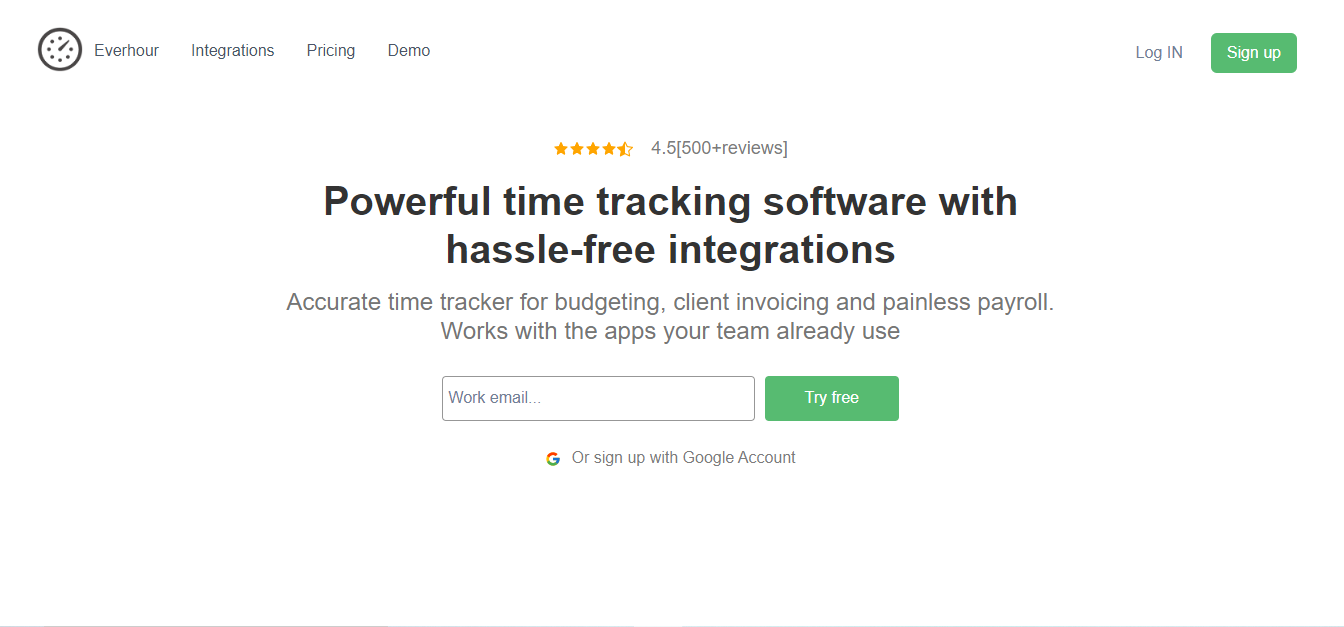 Everhour Integrations Pricing Demo Log IN Sign up
4.5[500+reviews]
Powerful time tracking software with
hassle-free integrations
Accurate time tracker for budgeting, client invoicing and painless payroll.
Works with the apps your team already use
Work email... Try free
Or sign up with Google Account